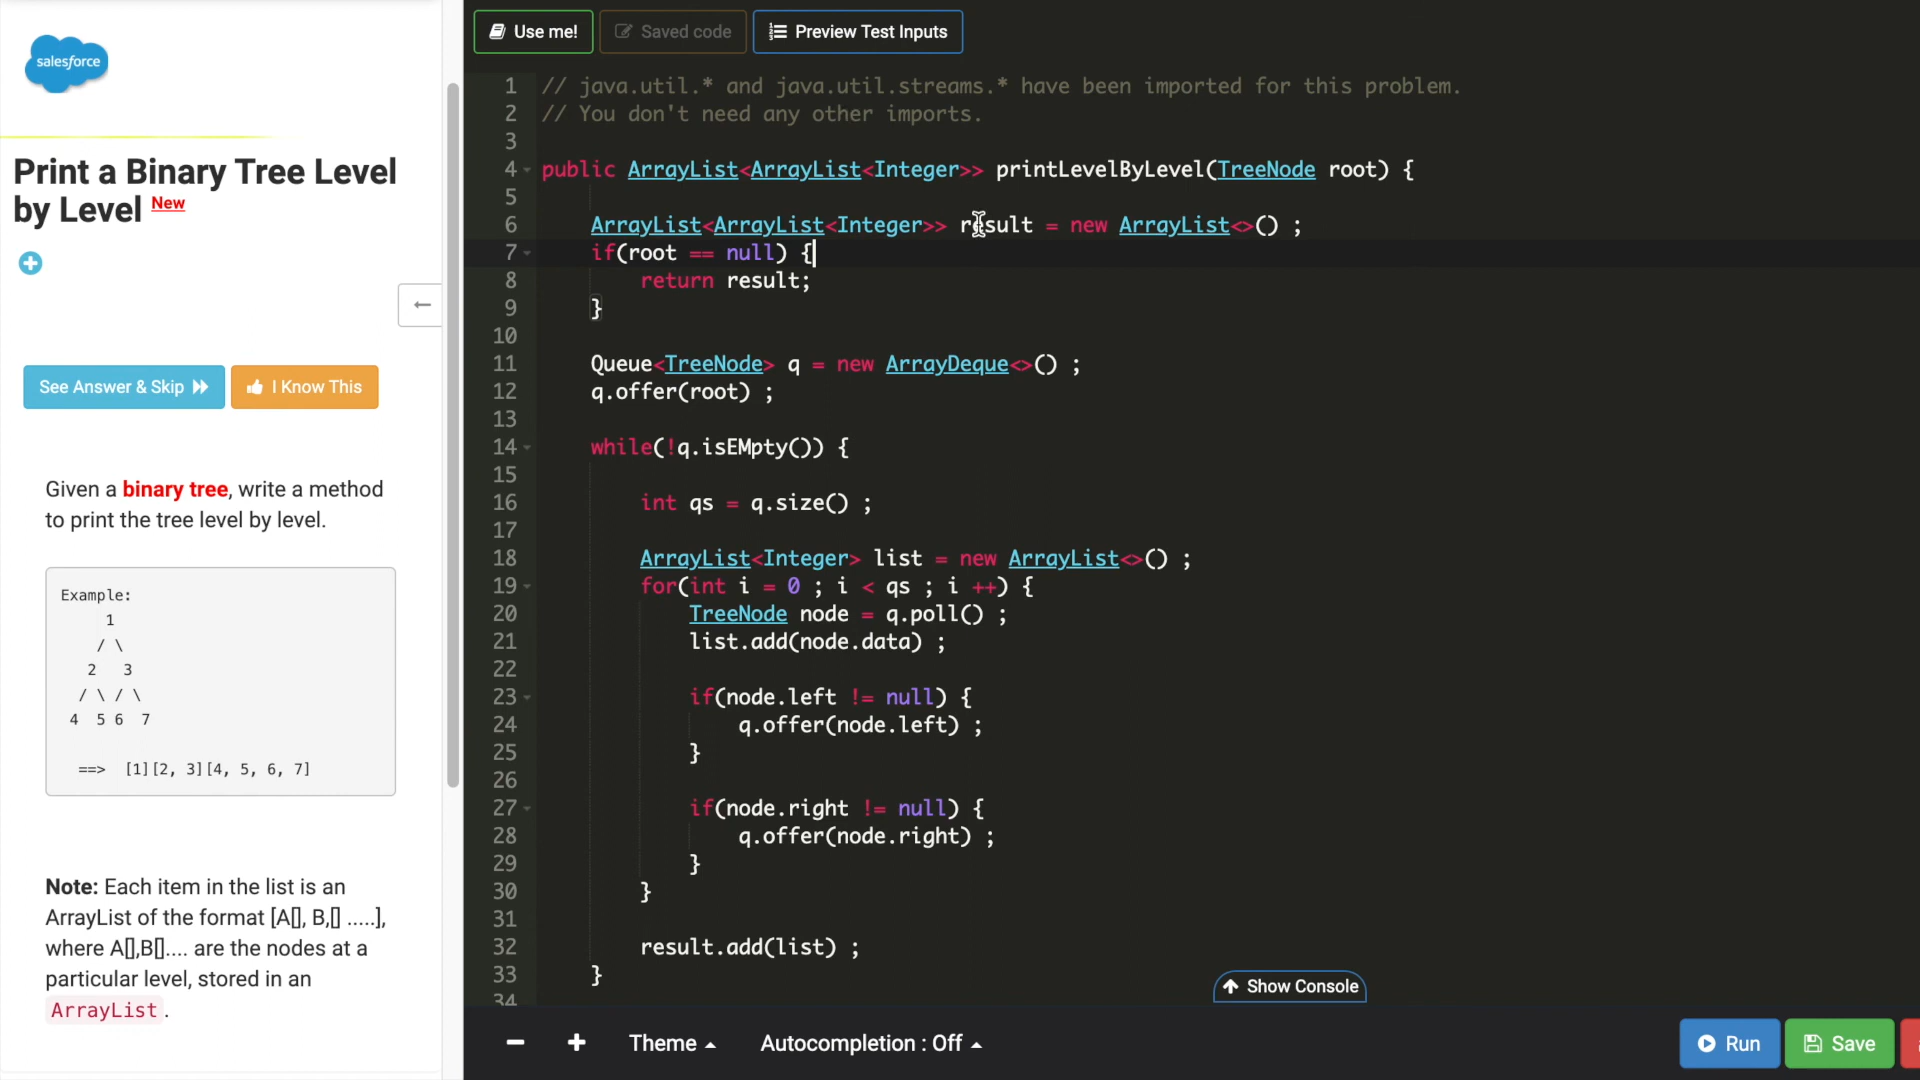 salesforce
Print a Binary Tree Level
by Level New
See Answer & Skip
I Know This
Given a binary tree, write a method
to print the tree level by level.
Example:
1
/ \
2 3
/ \ / \
4 5 6 7
==> [1][2, 3][4, 5, 6, 7]
Note: Each item in the list is an
ArrayList of the format [A[], B,[] .....],
where A[],B[].... are the nodes at a
particular level, stored in an
ArrayList.
Use me!
Saved code
Preview Test Inputs
1 // java.util.* and java.util.streams.* have been imported for this problem.
2 // You don't need any other imports.
3
4 public ArrayList<ArrayList<Integer>> printLevelByLevel(TreeNode root) {
5
6 ArrayList<ArrayList<Integer>> result = new ArrayList<>() ;
7 if(root == null) {
8 return result;
9 }
10
11 Queue<TreeNode> q = new ArrayDeque<>() ;
12 q.offer(root) ;
13
14 while(!q.isEMpty()) {
15
16 int qs = q.size() ;
17
18 ArrayList<Integer> list = new ArrayList<>() ;
19 for(int i = 0 ; i < qs ; i ++) {
20 TreeNode node = q.poll() ;
21 list.add(node.data) ;
22
23 if(node.left != null) {
24 q.offer(node.left) ;
25 }
26
27 if(node.right != null) {
28 q.offer(node.right) ;
29 }
30 }
31
32 result.add(list) ;
33 }
34
Show Console
Theme
Autocompletion : Off
Run
Save